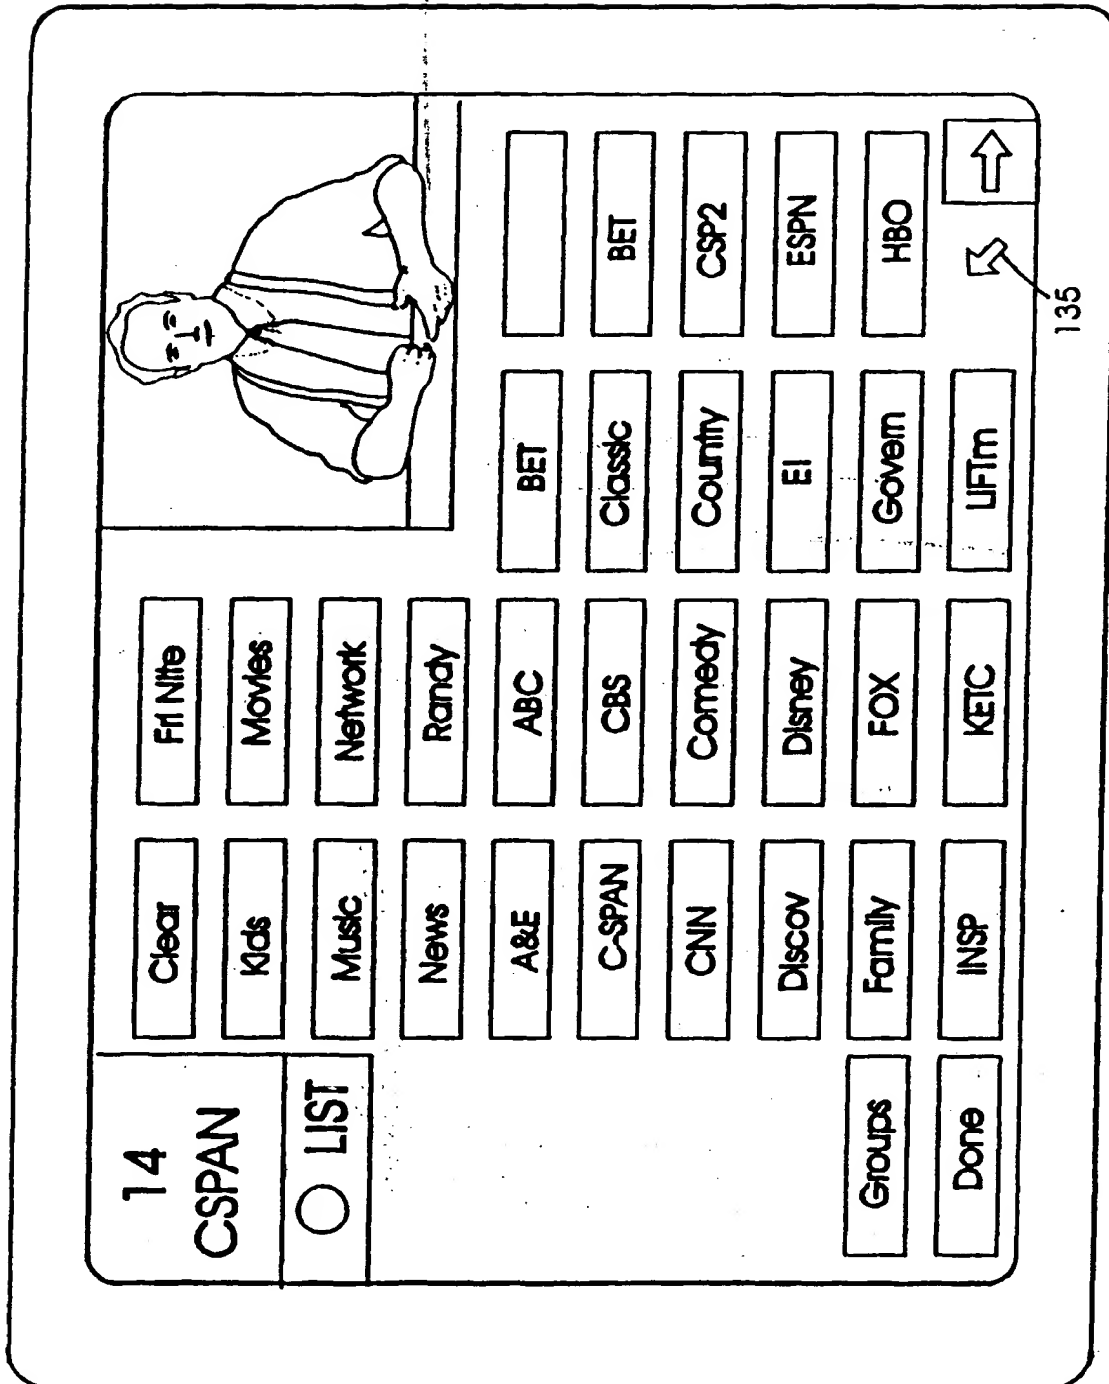 14
CSPAN
LIST
Clear Fri Nite
Kids Movies
Music Network
News Randy
A&E ABC BET
C-SPAN CBS Classic BET
CNN Comedy Country CSP2
Discov Disney E! ESPN
Groups Family FOX Govern HBO
Done INSP KETC LIFTm
135